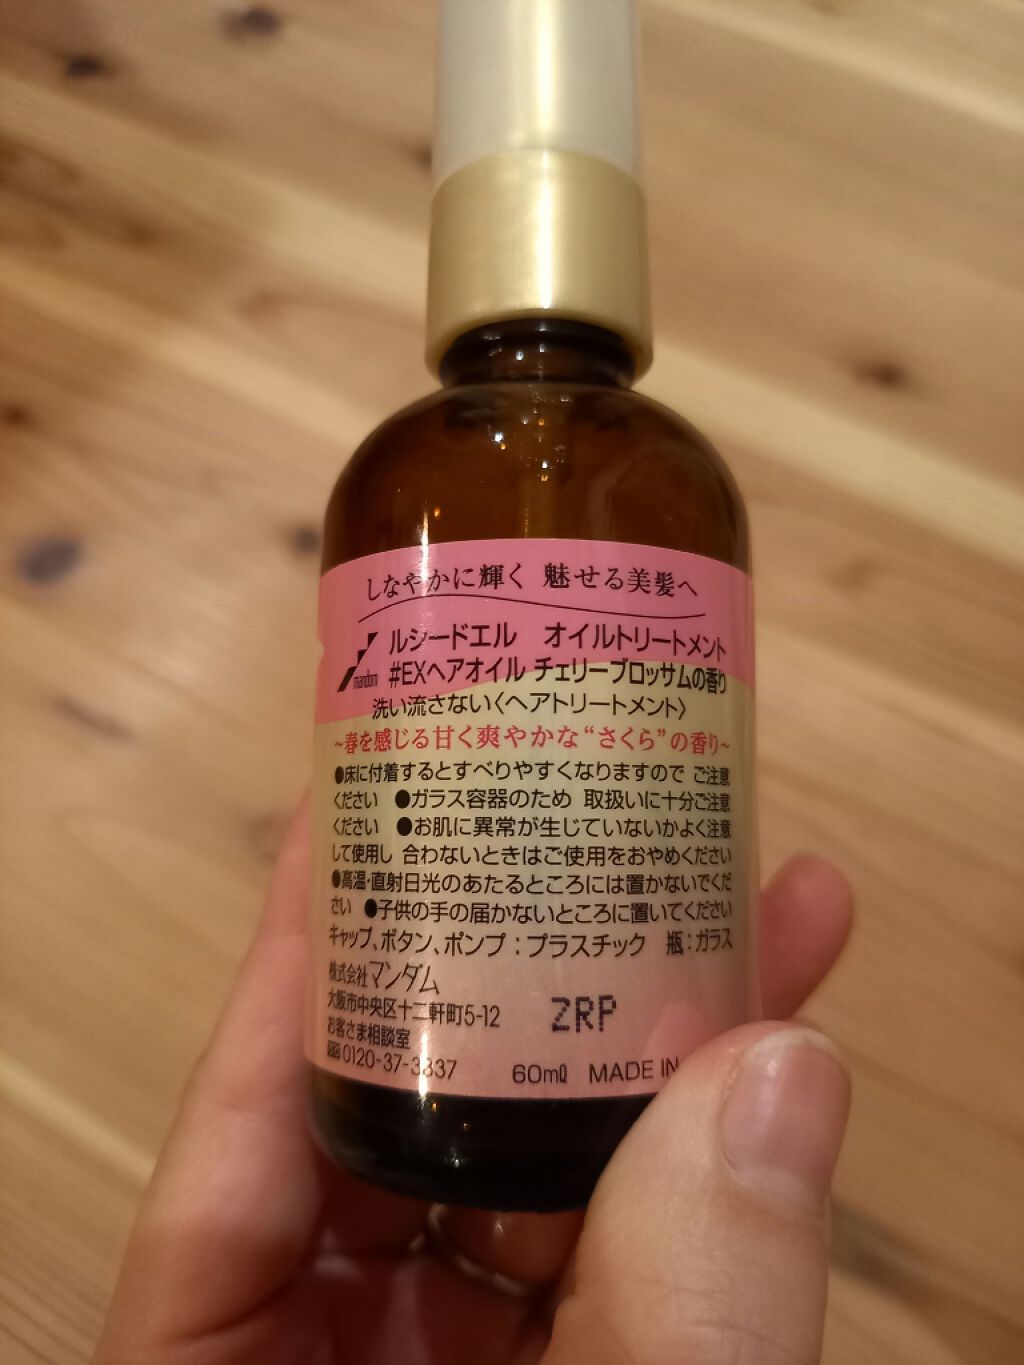 しなやかに輝く 魅せる美髪へ
mandom
ルシードエル オイルトリートメント
#EXヘアオイル チェリーブロッサムの香り
洗い流さない〈ヘアトリートメント〉
~春を感じる甘く爽やかな“さくら”の香り~
●床に付着するとすべりやすくなりますので ご注意
ください ●ガラス容器のため 取扱いに十分ご注意
ください ●お肌に異常が生じていないかよく注意
して使用し 合わないときはご使用をおやめください
●高温・直射日光のあたるところには置かないでくだ
さい ●子供の手の届かないところに置いてください
キャップ、ボタン、ポンプ：プラスチック 瓶：ガラス
株式会社マンダム
大阪市中央区十二軒町5-12
お客さま相談室
0120-37-3337
ZRP
60ml MADE IN